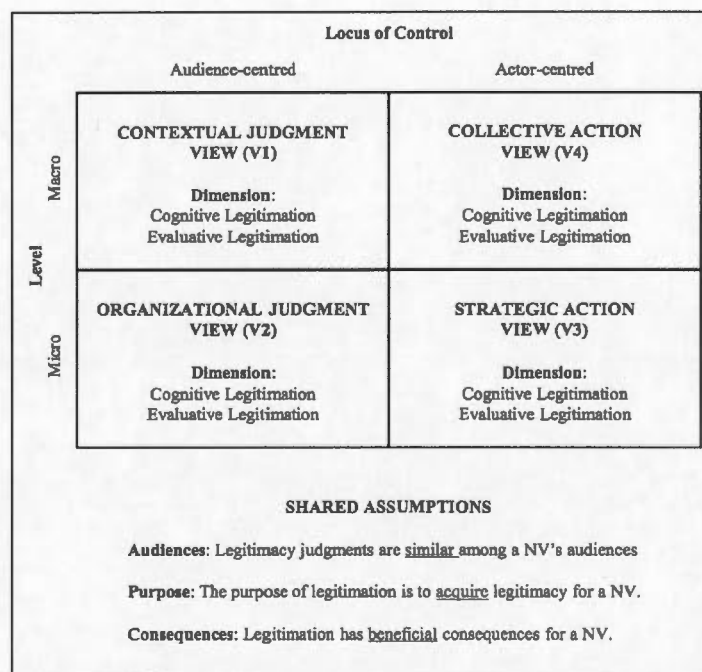 Locus of Control
Audience-centred Actor-centred
Level
Macro
CONTEXTUAL JUDGMENT
VIEW (V1)
Dimension:
Cognitive Legitimation
Evaluative Legitimation
COLLECTIVE ACTION
VIEW (V4)
Dimension:
Cognitive Legitimation
Evaluative Legitimation
Micro
ORGANIZATIONAL JUDGMENT
VIEW (V2)
Dimension:
Cognitive Legitimation
Evaluative Legitimation
STRATEGIC ACTION
VIEW (V3)
Dimension:
Cognitive Legitimation
Evaluative Legitimation
SHARED ASSUMPTIONS
Audiences: Legitimacy judgments are similar among a NV's audiences
Purpose: The purpose of legitimation is to acquire legitimacy for a NV.
Consequences: Legitimation has beneficial consequences for a NV.